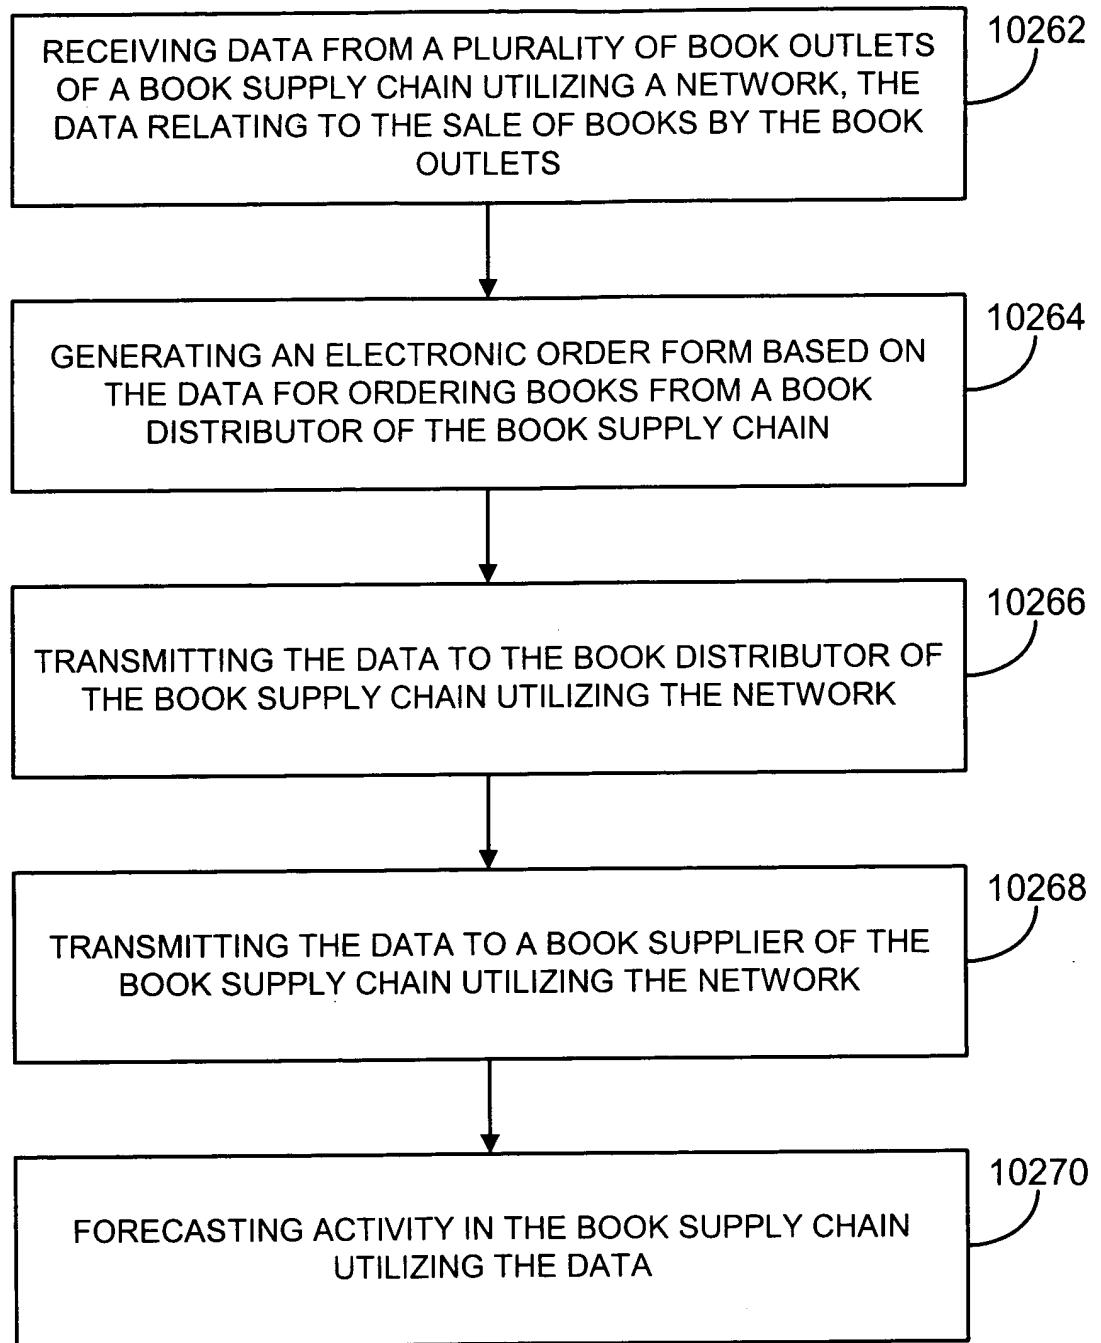 10262
RECEIVING DATA FROM A PLURALITY OF BOOK OUTLETS
OF A BOOK SUPPLY CHAIN UTILIZING A NETWORK, THE
DATA RELATING TO THE SALE OF BOOKS BY THE BOOK
OUTLETS
10264
GENERATING AN ELECTRONIC ORDER FORM BASED ON
THE DATA FOR ORDERING BOOKS FROM A BOOK
DISTRIBUTOR OF THE BOOK SUPPLY CHAIN
10266
TRANSMITTING THE DATA TO THE BOOK DISTRIBUTOR OF
THE BOOK SUPPLY CHAIN UTILIZING THE NETWORK
10268
TRANSMITTING THE DATA TO A BOOK SUPPLIER OF THE
BOOK SUPPLY CHAIN UTILIZING THE NETWORK
10270
FORECASTING ACTIVITY IN THE BOOK SUPPLY CHAIN
UTILIZING THE DATA